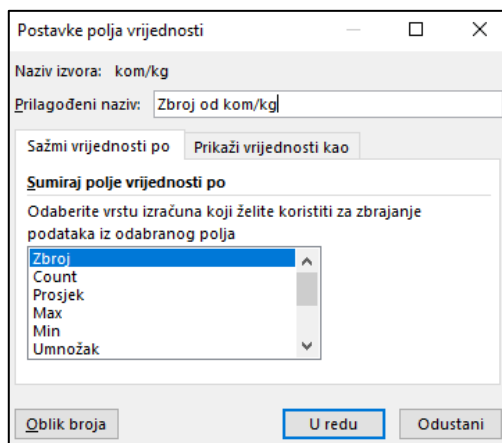 Postavke polja vrijednosti
Naziv izvora: kom/kg
Prilagođeni naziv: Zbroj od kom/kg
Sažmi vrijednosti po Prikaži vrijednosti kao
Sumiraj polje vrijednosti po
Odaberite vrstu izračuna koji želite koristiti za zbrajanje
podataka iz odabranog polja
Zbroj
Count
Prosjek
Max
Min
Umnožak
Oblik broja U redu Odustani